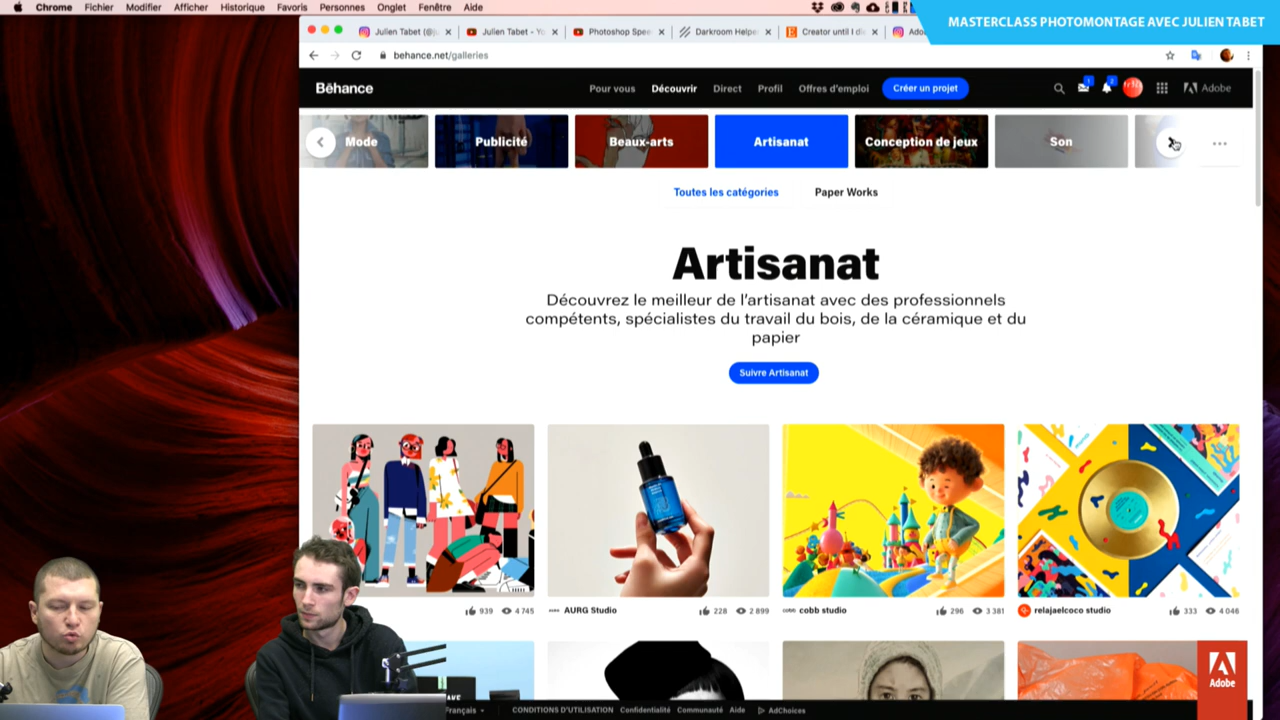 Chrome Fichier Modifier Afficher Historique Favoris Personnes Onglet Fenêtre Aide
MASTERCLASS PHOTOMONTAGE AVEC JULIEN TABET
Julien Tabet (@ju
Julien Tabet - Yo
Photoshop Spee
Darkroom Helpe
Creator until I die
Ado
behance.net/galleries
Bēhance
Pour vous Découvrir Direct Profil Offres d'emploi Créer un projet
1
2
Adobe
Mode Publicité Beaux-arts Artisanat Conception de jeux Son
Toutes les catégories Paper Works
Artisanat
Découvrez le meilleur de l'artisanat avec des professionnels
compétents, spécialistes du travail du bois, de la céramique et du
papier
Suivre Artisanat
939 4 745
AURG Studio 228 2 899
cobb studio 296 3 381
relajaelcoco studio 333 4 046
Français CONDITIONS D'UTILISATION Confidentialité Communauté Aide AdChoices
Adobe